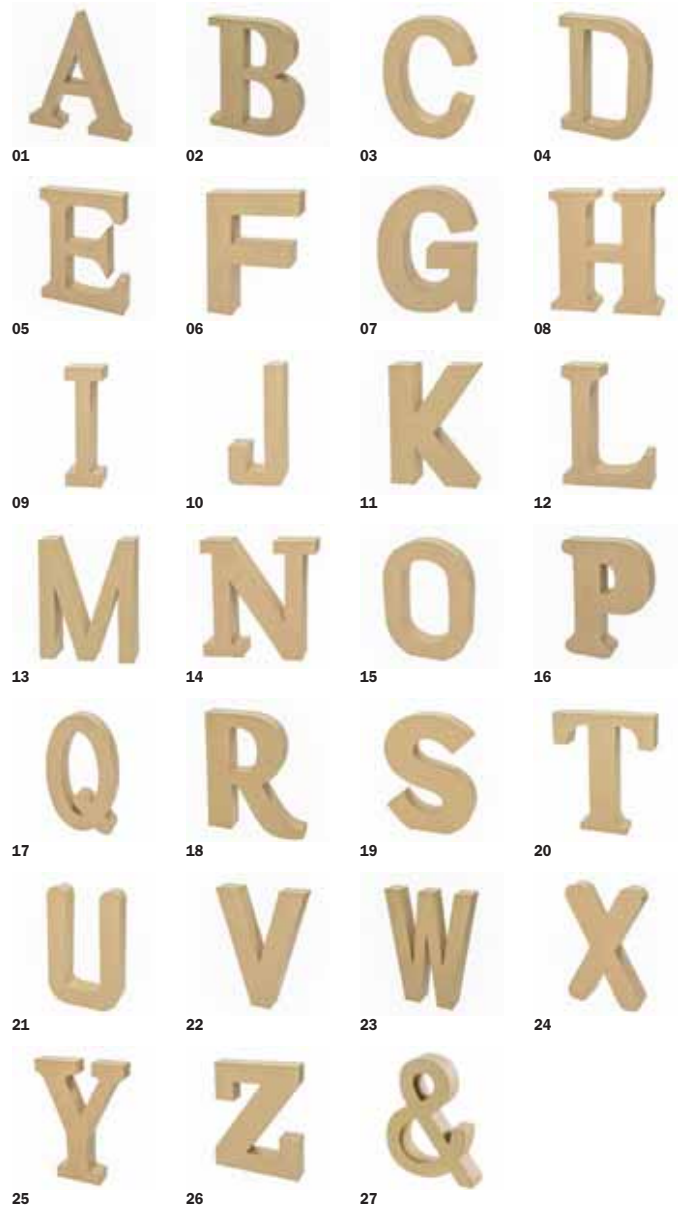 A B C D
01 02 03 04
E F G H
05 06 07 08
I J K L
09 10 11 12
M N O P
13 14 15 16
Q R S T
17 18 19 20
U V W X
21 22 23 24
Y Z &
25 26 27